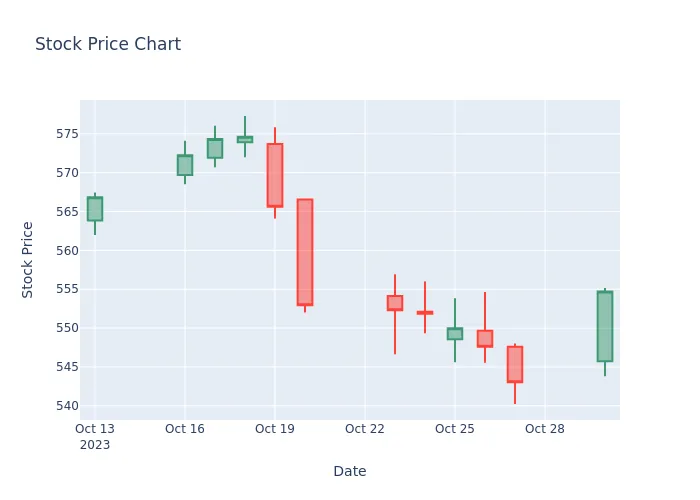 Stock Price Chart
Stock Price
575
570
565
560
555
550
545
540
Oct 13
2023
Oct 16
Oct 19
Oct 22
Oct 25
Oct 28
Date